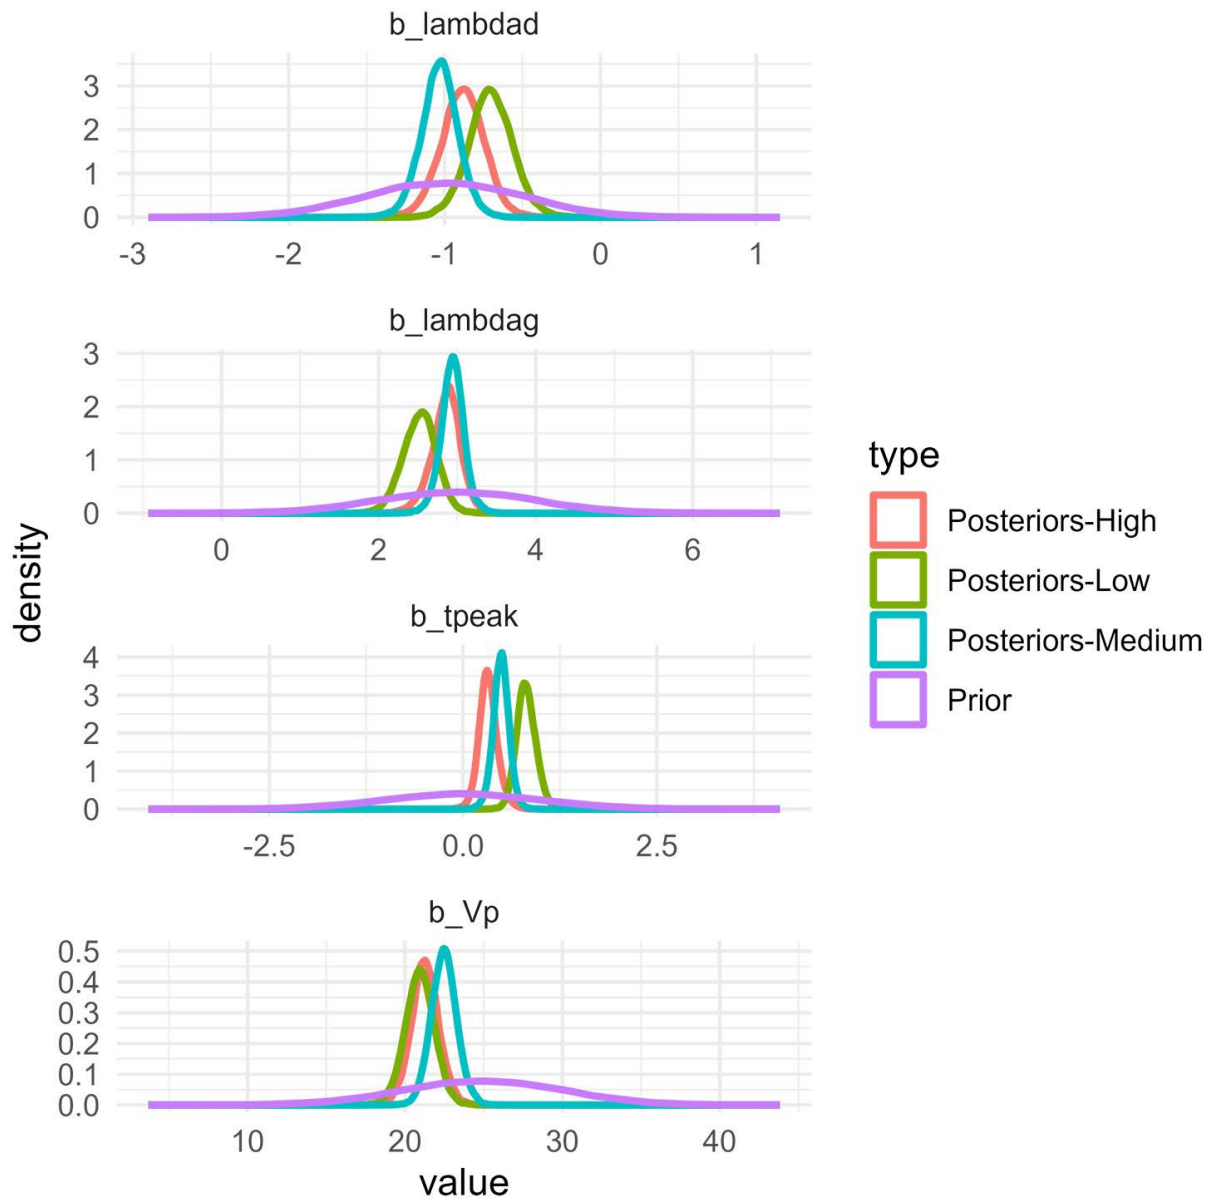 b_lambdad
3
2
1
0
-3 -2 -1 0 1
b_lambdag
3
2
1
0
0 2 4 6
b_tpeak
4
3
2
1
0
-2.5 0.0 2.5
b_Vp
0.5
0.4
0.3
0.2
0.1
0.0
10 20 30 40
value
density
type
Posteriors-High
Posteriors-Low
Posteriors-Medium
Prior